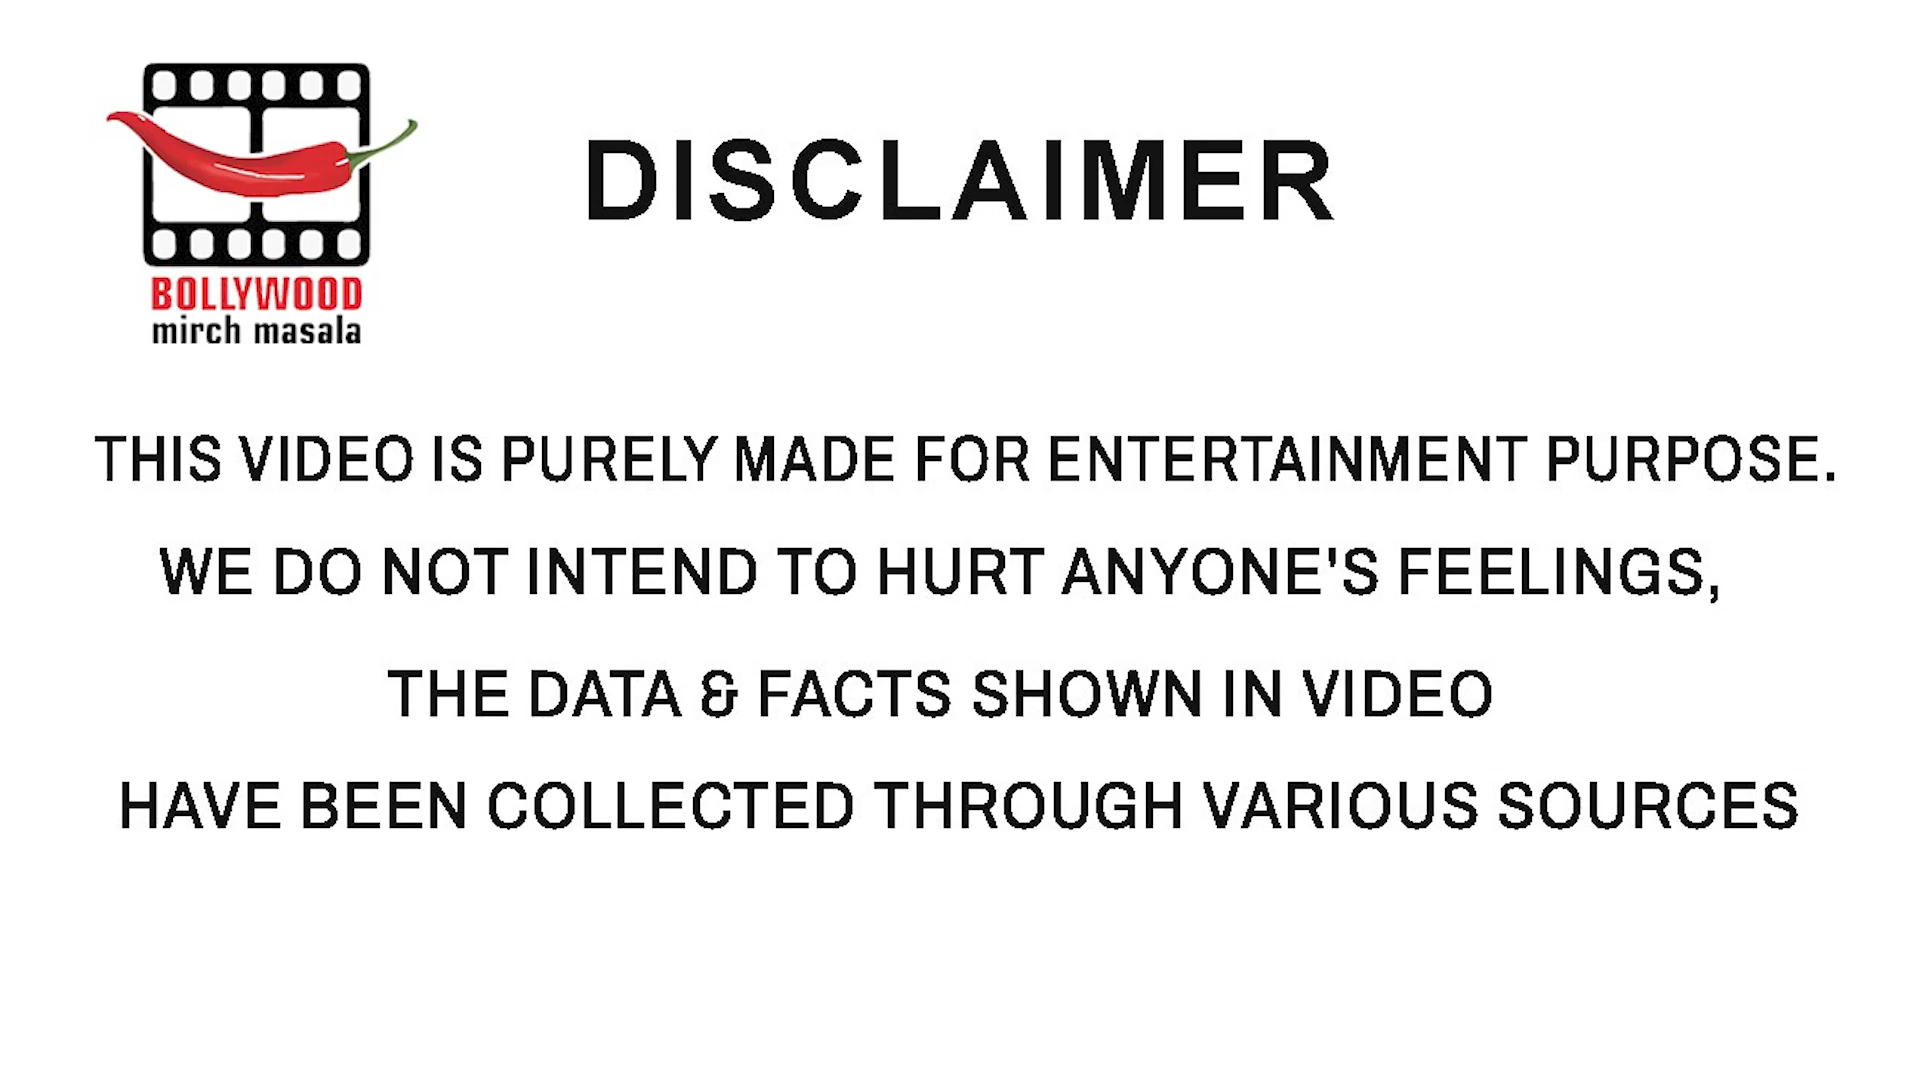 BOLLYWOOD
mirch masala
DISCLAIMER
THIS VIDEO IS PURELY MADE FOR ENTERTAINMENT PURPOSE.
WE DO NOT INTEND TO HURT ANYONE'S FEELINGS,
THE DATA & FACTS SHOWN IN VIDEO
HAVE BEEN COLLECTED THROUGH VARIOUS SOURCES